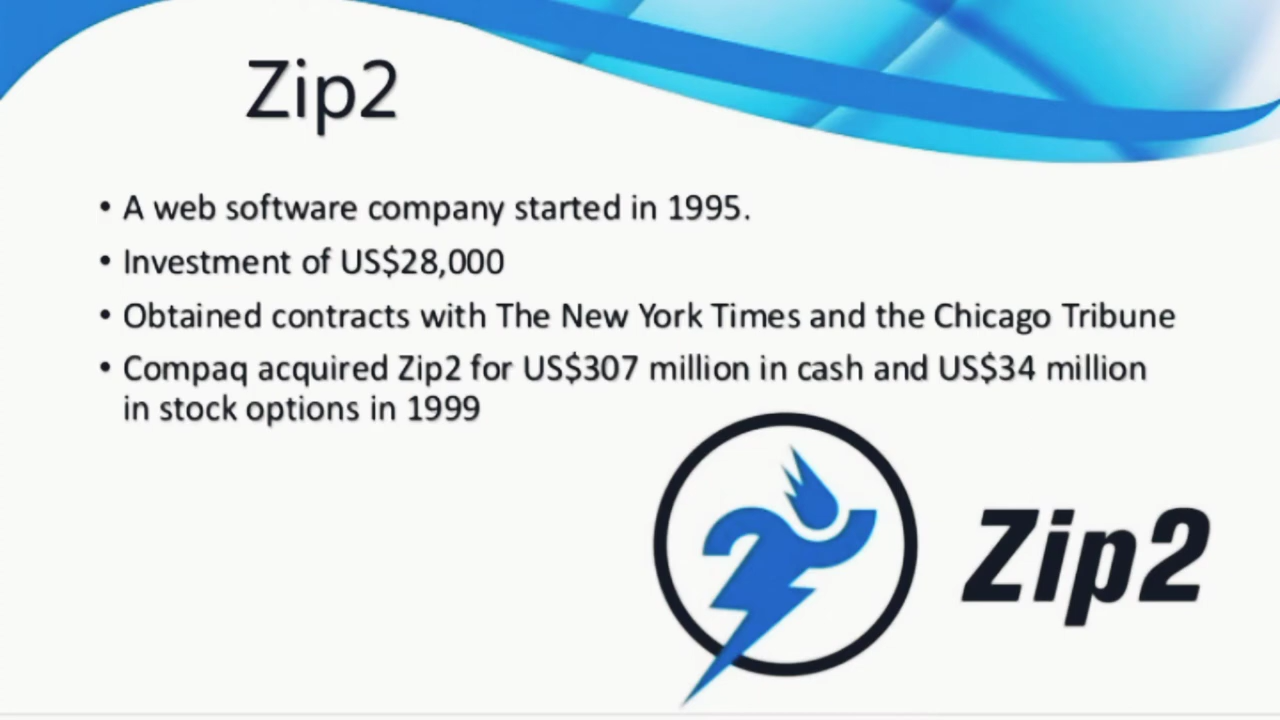 Zip2
• A web software company started in 1995.
• Investment of US$28,000
• Obtained contracts with The New York Times and the Chicago Tribune
• Compaq acquired Zip2 for US$307 million in cash and US$34 million
in stock options in 1999
Zip2